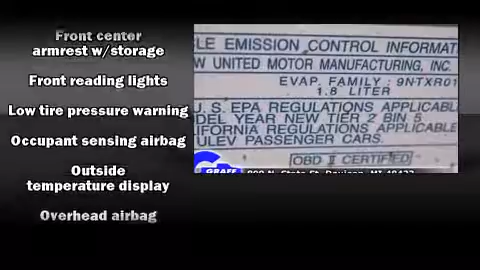 Front center
armrest w/storage
Front reading lights
Low tire pressure warning
Occupant sensing airbag
Outside
temperature display
Overhead airbag
LE EMISSION CONTROL INFORMAT
W UNITED MOTOR MANUFACTURING, INC.
EVAP. FAMILY : 9N-TXR01
1.8 LITER
U.S. EPA REGULATIONS APPLICABL
DEL YEAR NEW TIER 2 BIN 5
IFORNIA REGULATIONS APPLICABLE
ULEV PASSENGER CARS.
OBD II CERTIFIED
GRAFF